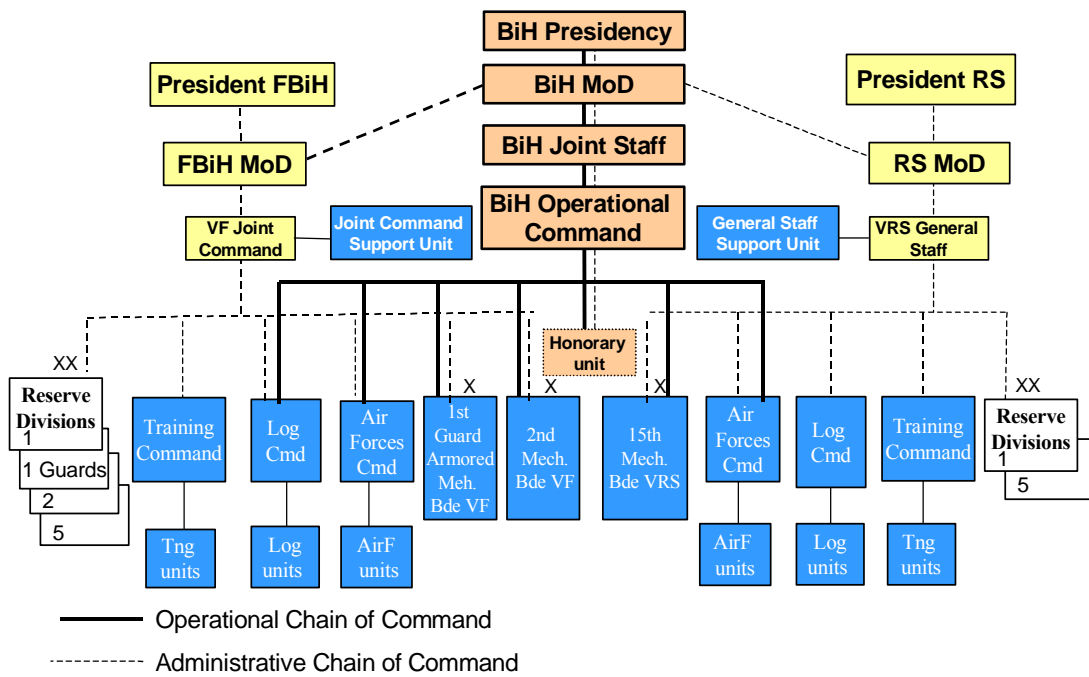 BiH Presidency
President FBiH
BiH MoD
President RS
BiH Joint Staff
FBiH MoD
RS MoD
BiH Operational
Command
VF Joint
Command
Joint Command
Support Unit
General Staff
Support Unit
VRS General
Staff
Honorary
unit
XX
Reserve
Divisions
1
1 Guards
2
5
Training
Command
Log
Cmd
Air
Forces
Cmd
X
1st
Guard
Armored
Meh.
Bde VF
X
2nd
Mech.
Bde VF
X
15th
Mech.
Bde VRS
Air
Forces
Cmd
Log
Cmd
Training
Command
XX
Reserve
Divisions
1
5
Tng
units
Log
units
AirF
units
AirF
units
Log
units
Tng
units
Operational Chain of Command
Administrative Chain of Command